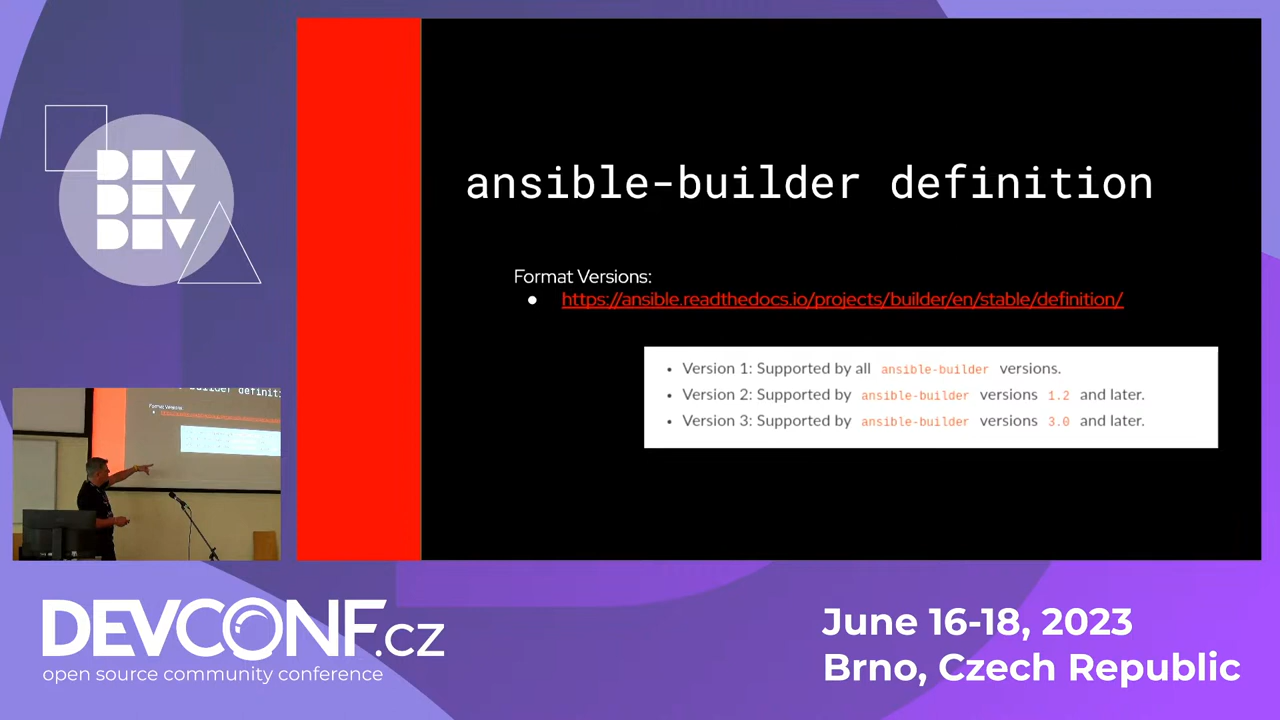 DEV
DEV
DEV
ansible-builder definition
Format Versions:
● https://ansible.readthedocs.io/projects/builder/en/stable/definition/
• Version 1: Supported by all ansible-builder versions.
• Version 2: Supported by ansible-builder versions 1.2 and later.
• Version 3: Supported by ansible-builder versions 3.0 and later.
Format Versions
DEVCONF.cz
open source community conference
June 16-18, 2023
Brno, Czech Republic